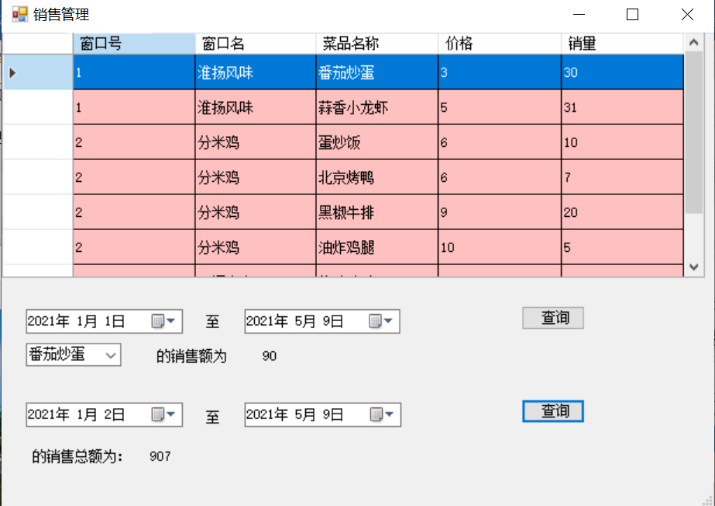 销售管理
窗口号 窗口名 菜品名称 价格 销量
1 淮扬风味 番茄炒蛋 3 30
1 淮扬风味 蒜香小龙虾 5 31
2 分米鸡 蛋炒饭 6 10
2 分米鸡 北京烤鸭 6 7
2 分米鸡 黑椒牛排 9 20
2 分米鸡 油炸鸡腿 10 5
2021年 1月 1日 至 2021年 5月 9日 查询
番茄炒蛋 的销售额为 90
2021年 1月 2日 至 2021年 5月 9日 查询
的销售总额为： 907